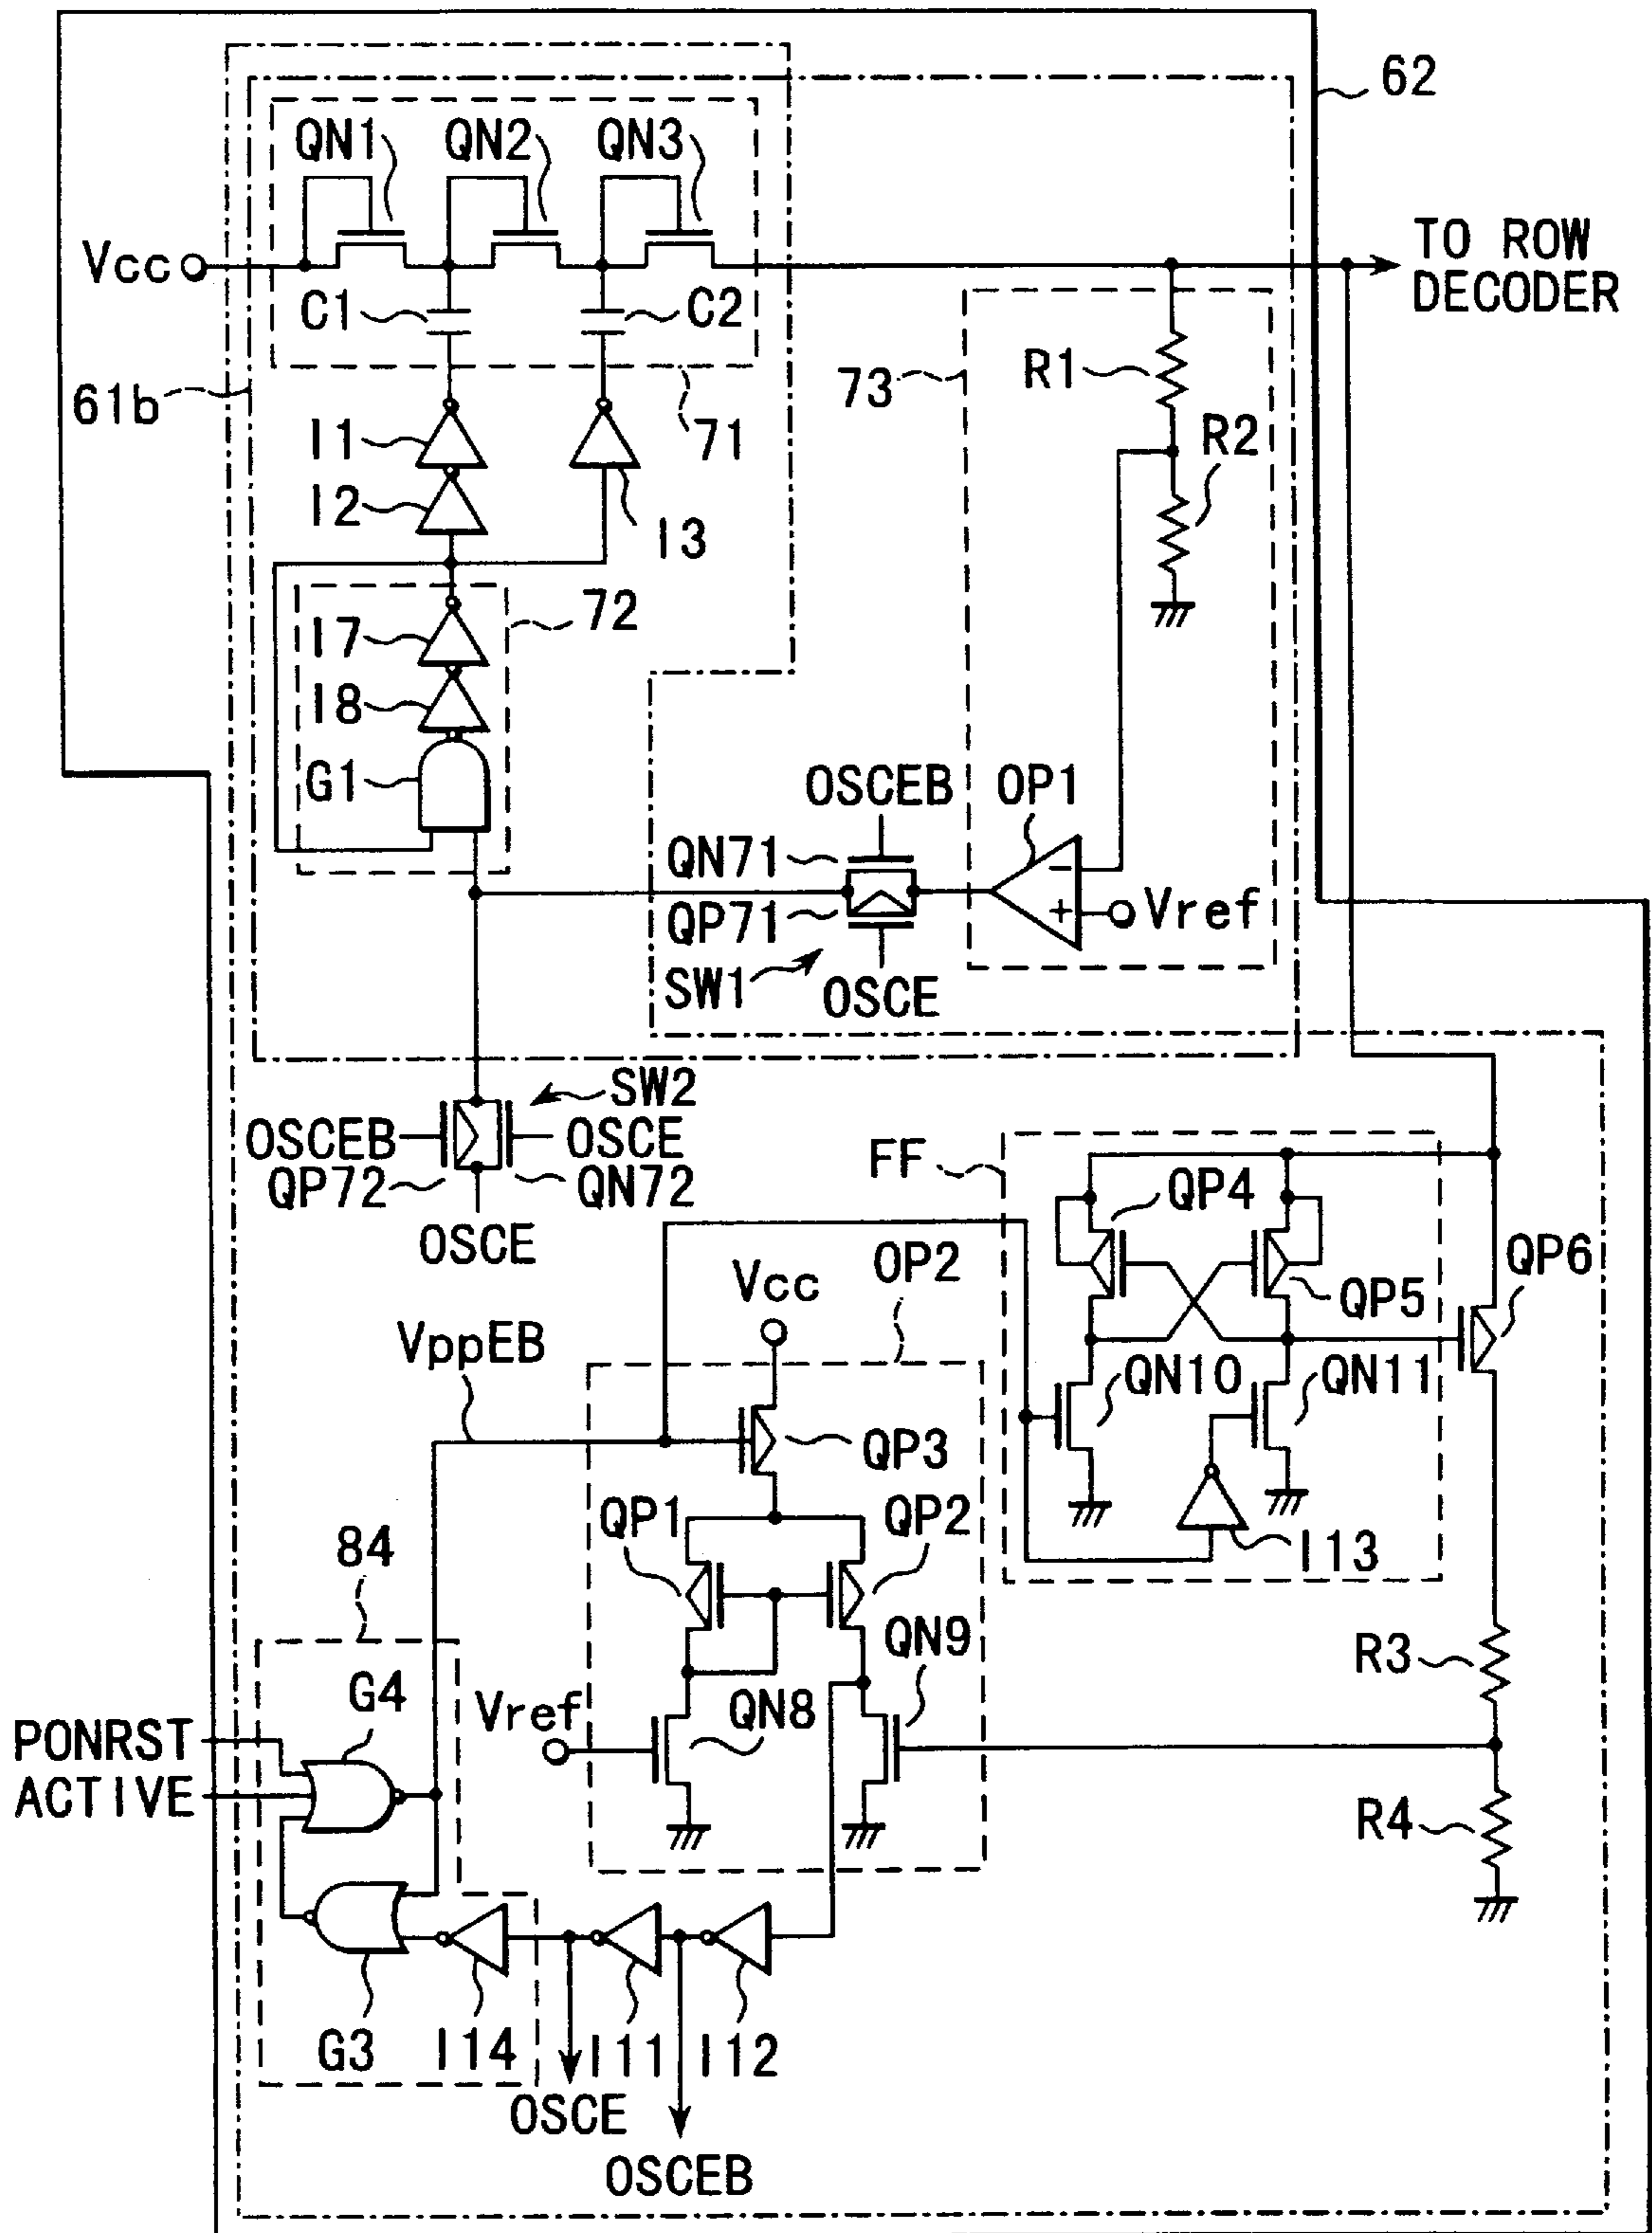 62
QN1
QN2
QN3
Vcc
TO ROW
DECODER
C1
C2
61b
71
73
R1
R2
I1
I2
I3
72
I7
I8
G1
OSCEB
OP1
QN71
QP71
Vref
SW1
OSCE
SW2
OSCEB
OSCE
QP72
QN72
OSCE
FF
QP4
QP5
QP6
OP2
Vcc
VppEB
QN10
QN11
QP3
QP1
QP2
I13
84
QN9
R3
G4
Vref
QN8
PONRST
ACTIVE
R4
G3
I14
I11
I12
OSCE
OSCEB
-
+